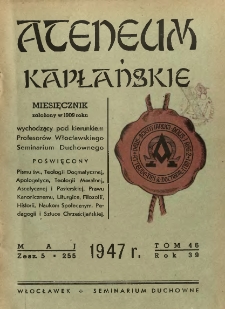 ATENEUM
KAPŁAŃSKIE
MIESIĘCZNIK
założony w 1909 roku
wychodzący pod kierunkiem
Profesorów Włocławskiego
Seminarium Duchownego
POŚWIĘCONY
Pismu św., Teologii Dogmatycznej,
Apologetyce, Teologii Moralnej,
Ascetycznej i Pasterskiej, Prawu
Kanonicznemu, Liturgice, Filozofii,
Historii, Naukom Społecznym, Pe-
dagogii i Sztuce Chrześcijańskiej.
MAJ
Zesz. 5 - 255
1947 r.
TOM 46
Rok 39
WŁOCŁAWEK - SEMINARIUM DUCHOWNE